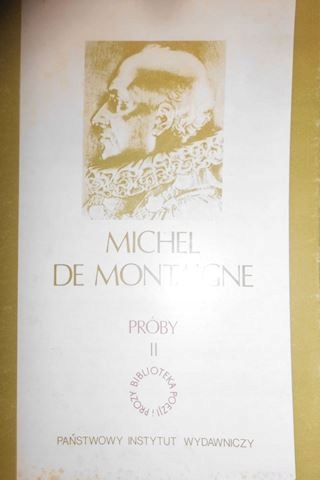 MICHEL
DE MONTAIGNE
PRÓBY
II
BIBLIOTEKA POEZJI i PROZY
PAŃSTWOWY INSTYTUT WYDAWNICZY